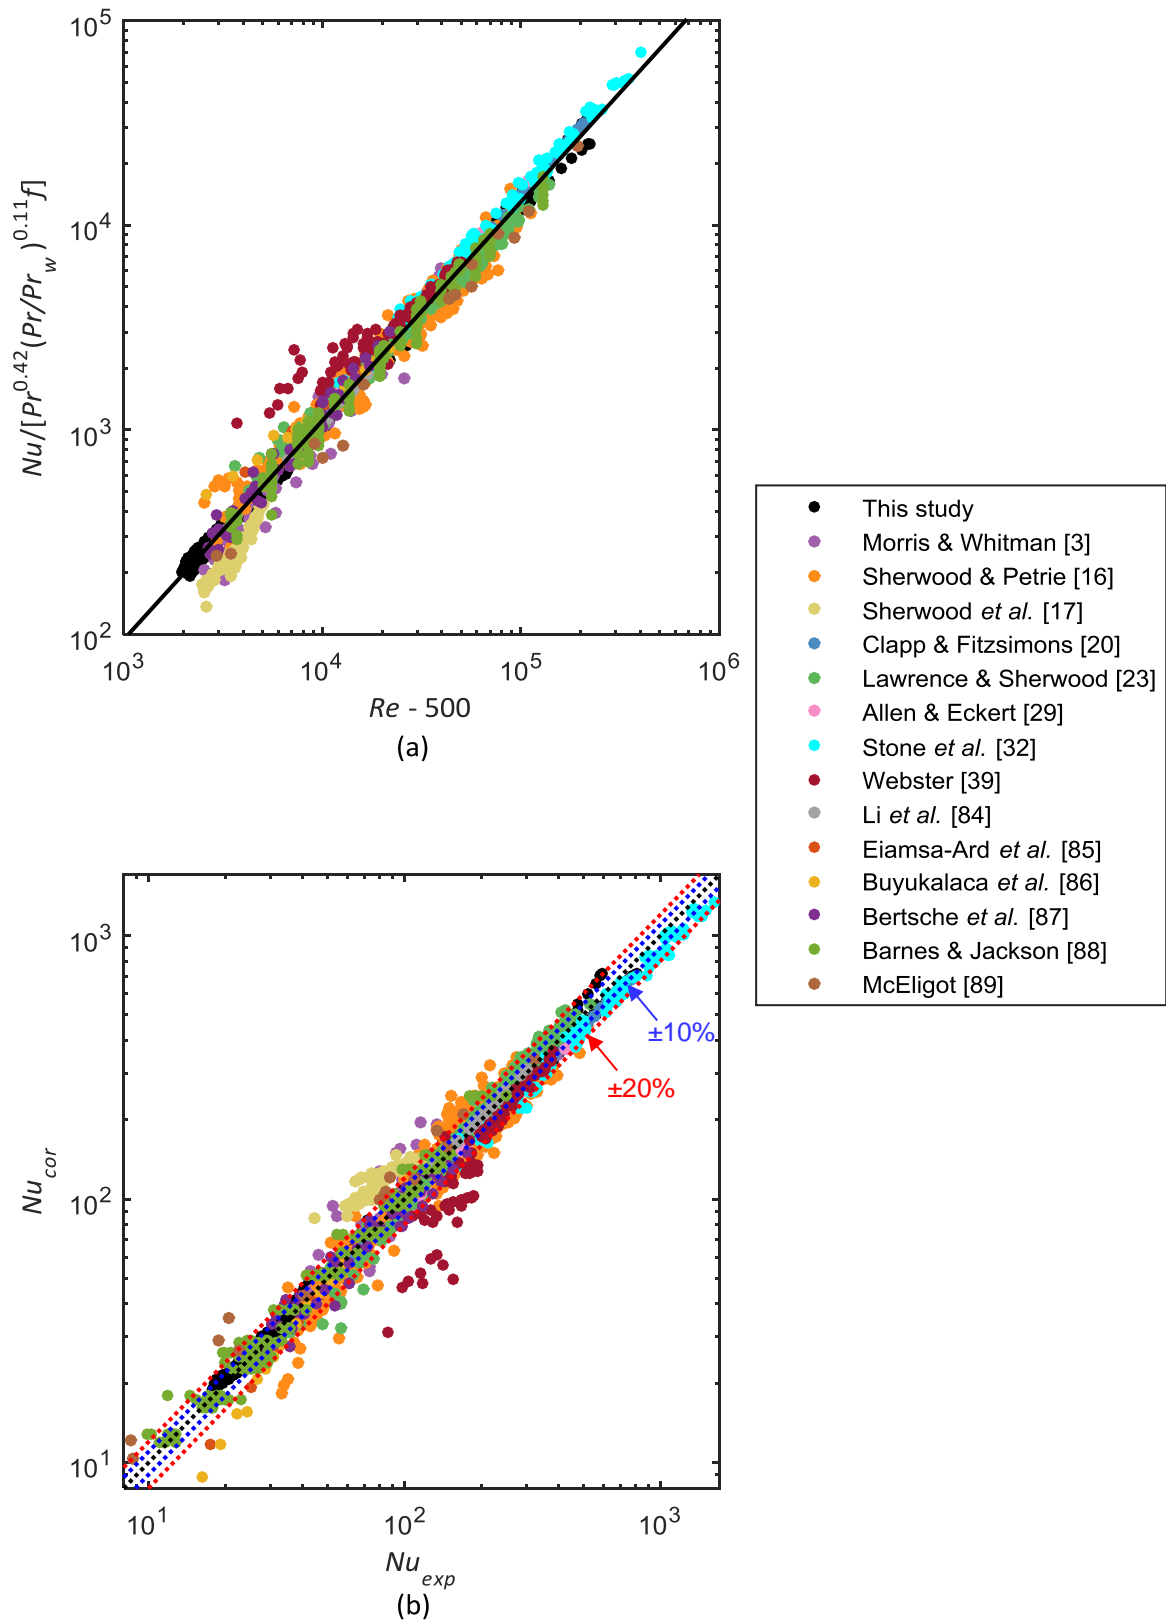 10^5
10^4
10^3
10^2
Nu/[Pr^0.42(Pr/Pr_w)^0.11 f]
10^3 10^4 10^5 10^6
Re - 500
(a)
This study
Morris & Whitman [3]
Sherwood & Petrie [16]
Sherwood et al. [17]
Clapp & Fitzsimons [20]
Lawrence & Sherwood [23]
Allen & Eckert [29]
Stone et al. [32]
Webster [39]
Li et al. [84]
Eiamsa-Ard et al. [85]
Buyukalaca et al. [86]
Bertsche et al. [87]
Barnes & Jackson [88]
McEligot [89]
10^3
10^2
10^1
Nu_cor
±10%
±20%
10^1 10^2 10^3
Nu_exp
(b)